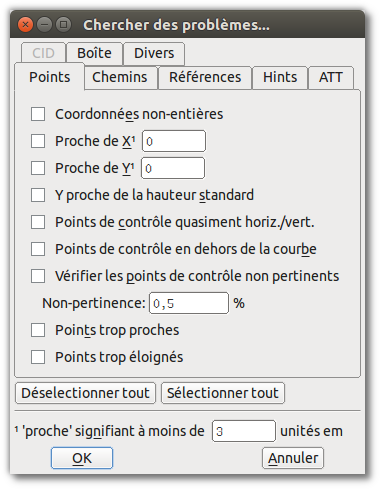 Chercher des problèmes...
CID Boîte Divers
Points Chemins Références Hints ATT
Coordonnées non-entières
Proche de X¹ 0
Proche de Y¹ 0
Y proche de la hauteur standard
Points de contrôle quasiment horiz./vert.
Points de contrôle en dehors de la courbe
Vérifier les points de contrôle non pertinents
Non-pertinence: 0,5 %
Points trop proches
Points trop éloignés
Déselectionner tout Sélectionner tout
¹ 'proche' signifiant à moins de 3 unités em
OK Annuler